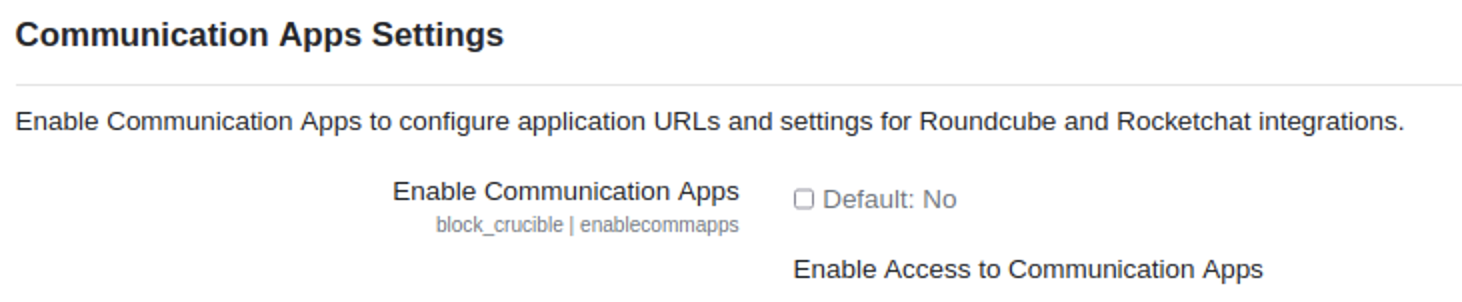 Communication Apps Settings
Enable Communication Apps to configure application URLs and settings for Roundcube and Rocketchat integrations.
Enable Communication Apps
Default: No
block_crucible | enablecommapps
Enable Access to Communication Apps